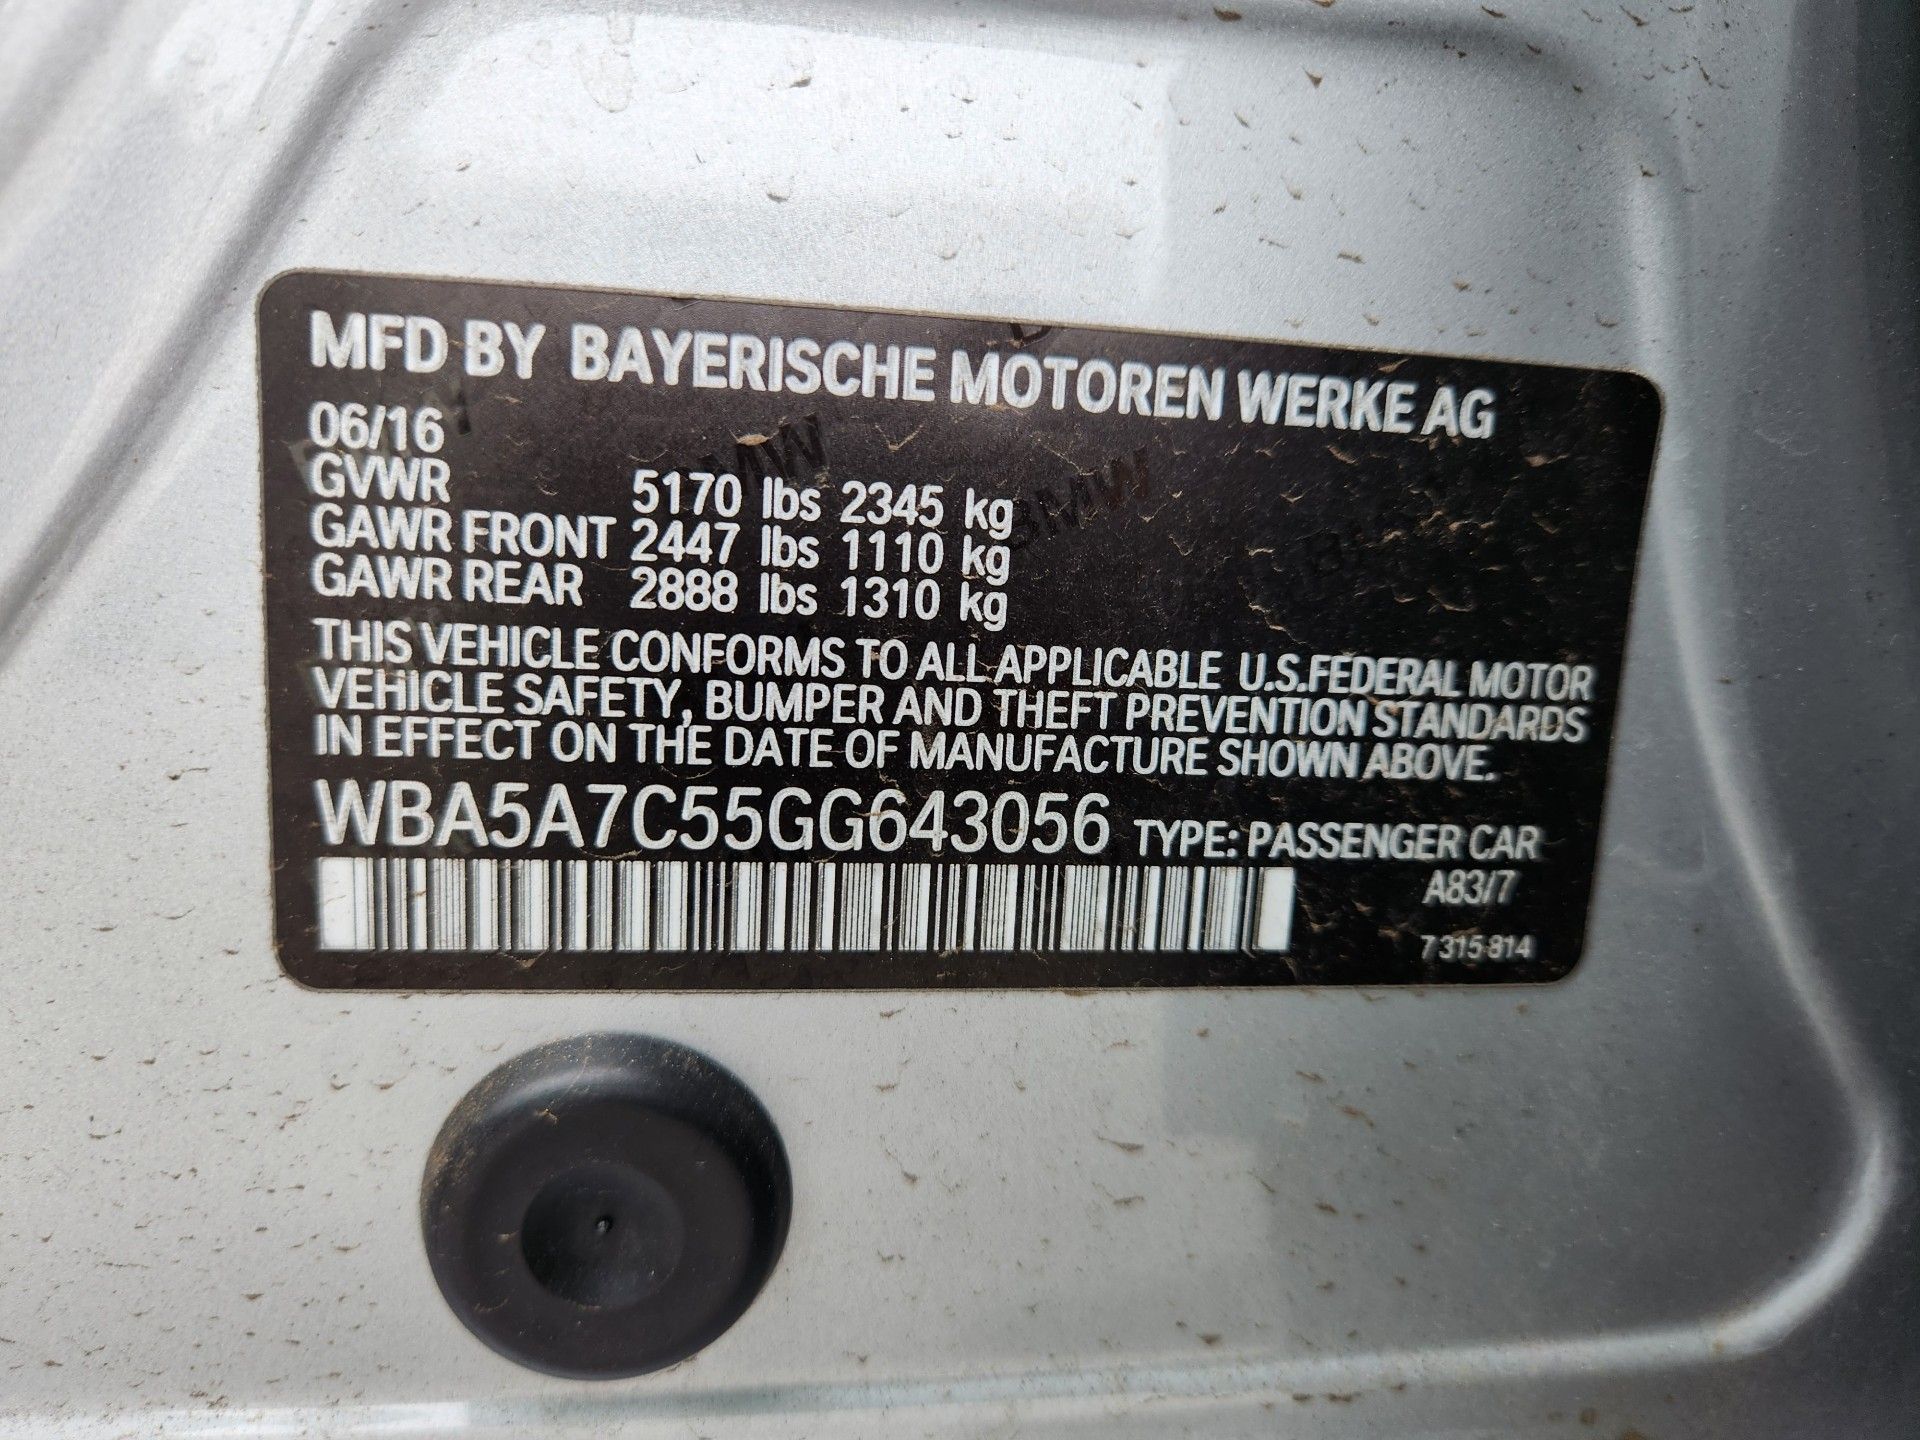 MFD BY BAYERISCHE MOTOREN WERKE AG
06/16
GVWR 5170 lbs 2345 kg
GAWR FRONT 2447 lbs 1110 kg
GAWR REAR 2888 lbs 1310 kg
THIS VEHICLE CONFORMS TO ALL APPLICABLE U.S.FEDERAL MOTOR
VEHICLE SAFETY, BUMPER AND THEFT PREVENTION STANDARDS
IN EFFECT ON THE DATE OF MANUFACTURE SHOWN ABOVE.
WBA5A7C55GG643056 TYPE: PASSENGER CAR
A83/7
7 315 814